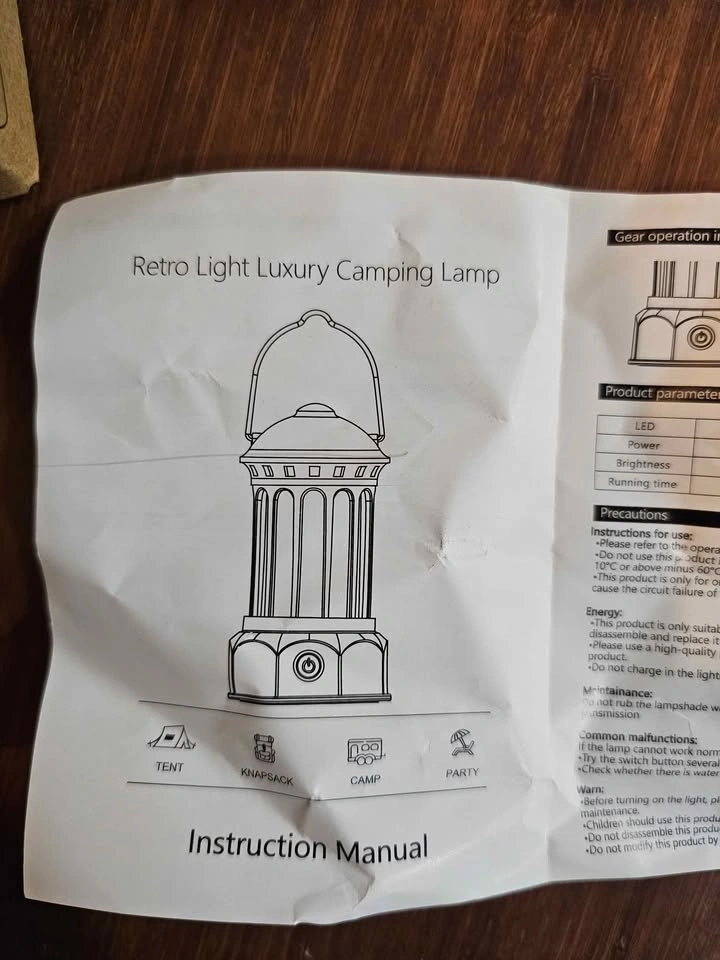 Retro Light Luxury Camping Lamp
TENT
KNAPSACK
CAMP
PARTY
Instruction Manual
Gear operation
Product parameter
LED
Power
Brightness
Running time
Precautions
Instructions for use:
•Please refer to the opera
•Do not use this product
10°C or above minus 60°C
•This product is only for
cause the circuit failure of
Energy:
•This product is only suitab
disassemble and replace it
•Please use a high-quality
product.
•Do not charge in the light
Maintainance:
not rub the lampshade
Common malfunctions:
If the lamp cannot work norm
•Try the switch button several
•Check whether there is water
Warn:
•Before turning on the light, pl
maintenance.
•Children should use this produ
•Do not disassemble this produ
•Do not modify this product by